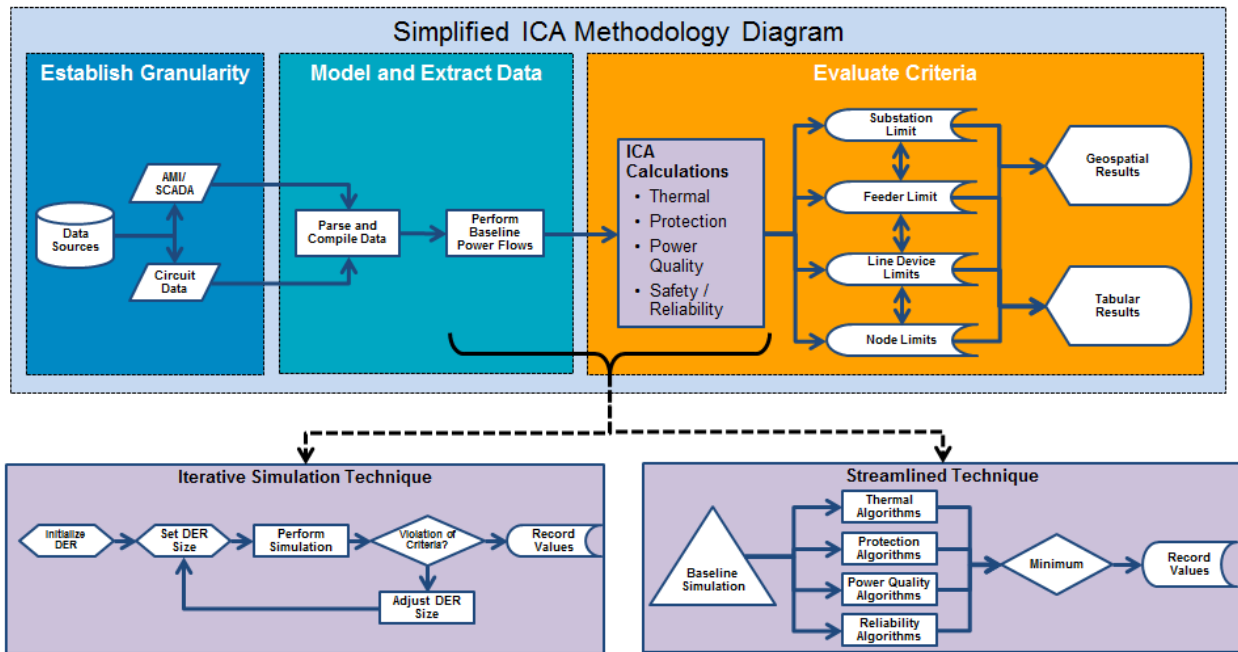 Simplified ICA Methodology Diagram
Establish Granularity
Model and Extract Data
Evaluate Criteria
AMI/
SCADA
Data
Sources
Circuit
Data
Parse and
Compile Data
Perform
Baseline
Power Flows
ICA
Calculations
• Thermal
• Protection
• Power
Quality
• Safety /
Reliability
Substation
Limit
Feeder Limit
Line Device
Limits
Node Limits
Geospatial
Results
Tabular
Results
Iterative Simulation Technique
Initialize
DER
Set DER
Size
Perform
Simulation
Violation of
Criteria?
Record
Values
Adjust DER
Size
Streamlined Technique
Baseline
Simulation
Thermal
Algorithms
Protection
Algorithms
Power Quality
Algorithms
Reliability
Algorithms
Minimum
Record
Values